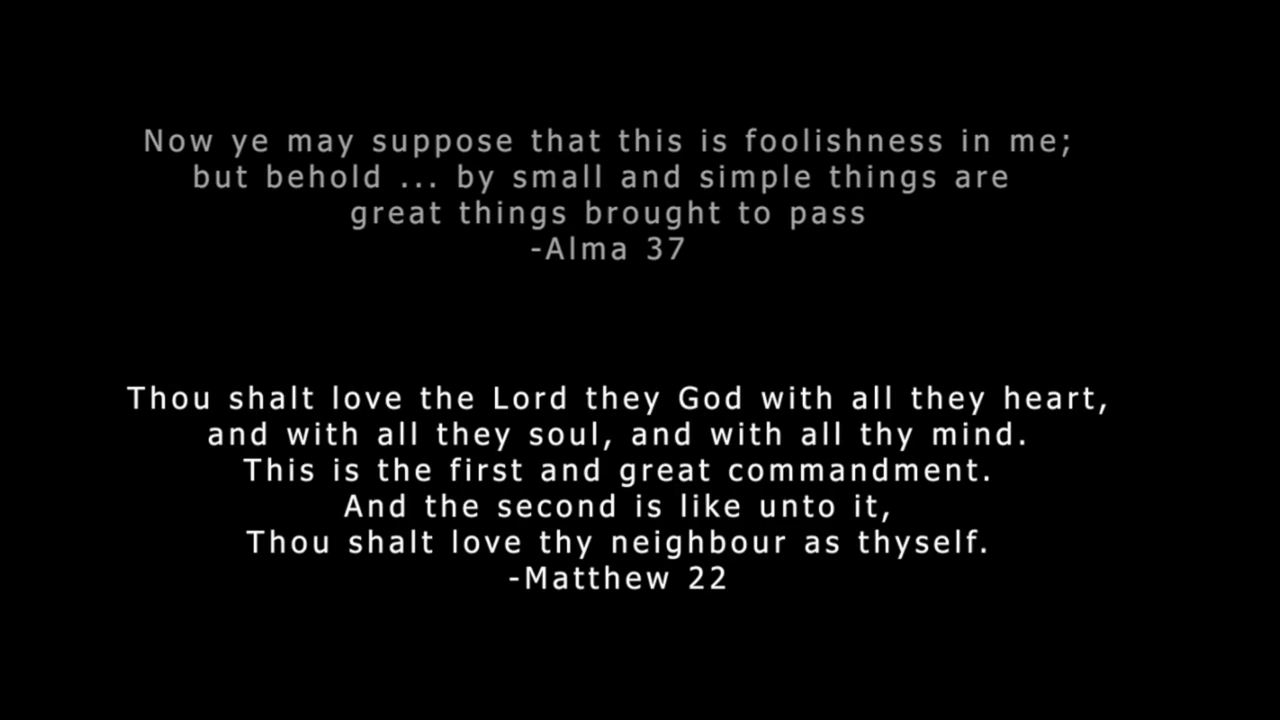 Now ye may suppose that this is foolishness in me;
but behold ... by small and simple things are
great things brought to pass
-Alma 37
Thou shalt love the Lord they God with all they heart,
and with all they soul, and with all thy mind.
This is the first and great commandment.
And the second is like unto it,
Thou shalt love thy neighbour as thyself.
-Matthew 22